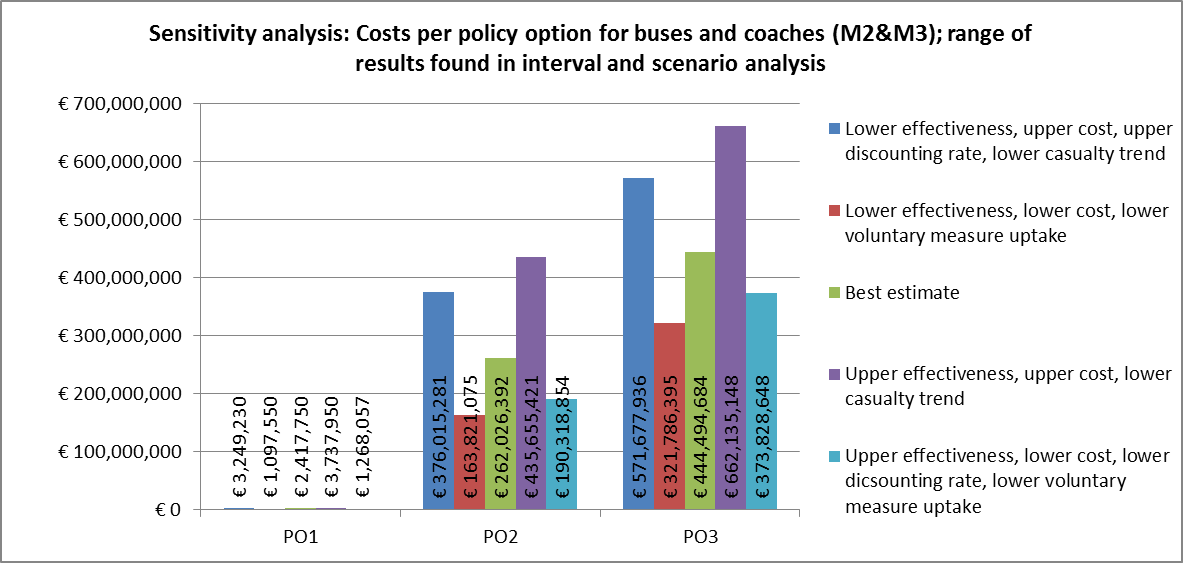 Sensitivity analysis: Costs per policy option for buses and coaches (M2&M3); range of
results found in interval and scenario analysis
€ 700,000,000
€ 600,000,000
€ 500,000,000
€ 400,000,000
€ 300,000,000
€ 200,000,000
€ 100,000,000
€ 0
€ 3,249,230
€ 1,097,550
€ 2,417,750
€ 3,737,950
€ 1,268,057
€ 376,015,281
€ 163,821,075
€ 262,026,392
€ 435,655,421
€ 190,318,854
€ 571,677,936
€ 321,786,395
€ 444,494,684
€ 662,135,148
€ 373,828,648
PO1
PO2
PO3
Lower effectiveness, upper cost, upper
discounting rate, lower casualty trend
Lower effectiveness, lower cost, lower
voluntary measure uptake
Best estimate
Upper effectiveness, upper cost, lower
casualty trend
Upper effectiveness, lower cost, lower
dicsounting rate, lower voluntary
measure uptake